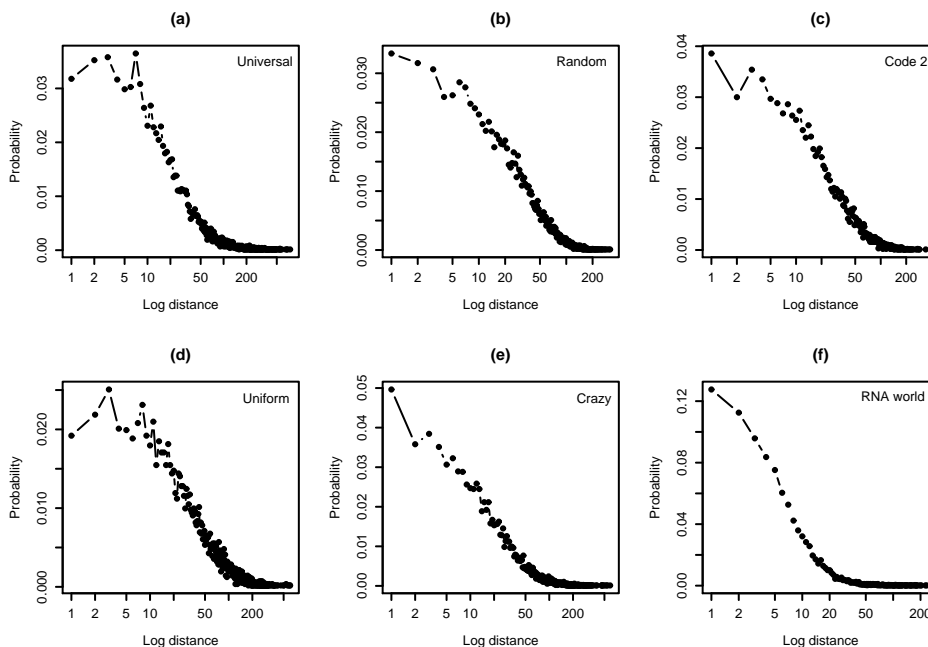 (a)
Universal
Probability
0.00 0.01 0.02 0.03
1 2 5 10 50 200
Log distance
(b)
Random
Probability
0.000 0.010 0.020 0.030
1 2 5 10 20 50 200
Log distance
(c)
Code 2
Probability
0.00 0.01 0.02 0.03 0.04
1 2 5 10 50 200
Log distance
(d)
Uniform
Probability
0.000 0.010 0.020
1 2 5 10 50 200
Log distance
(e)
Crazy
Probability
0.00 0.01 0.02 0.03 0.04 0.05
1 2 5 10 50 200
Log distance
(f)
RNA world
Probability
0.00 0.04 0.08 0.12
1 2 5 10 20 50 200
Log distance